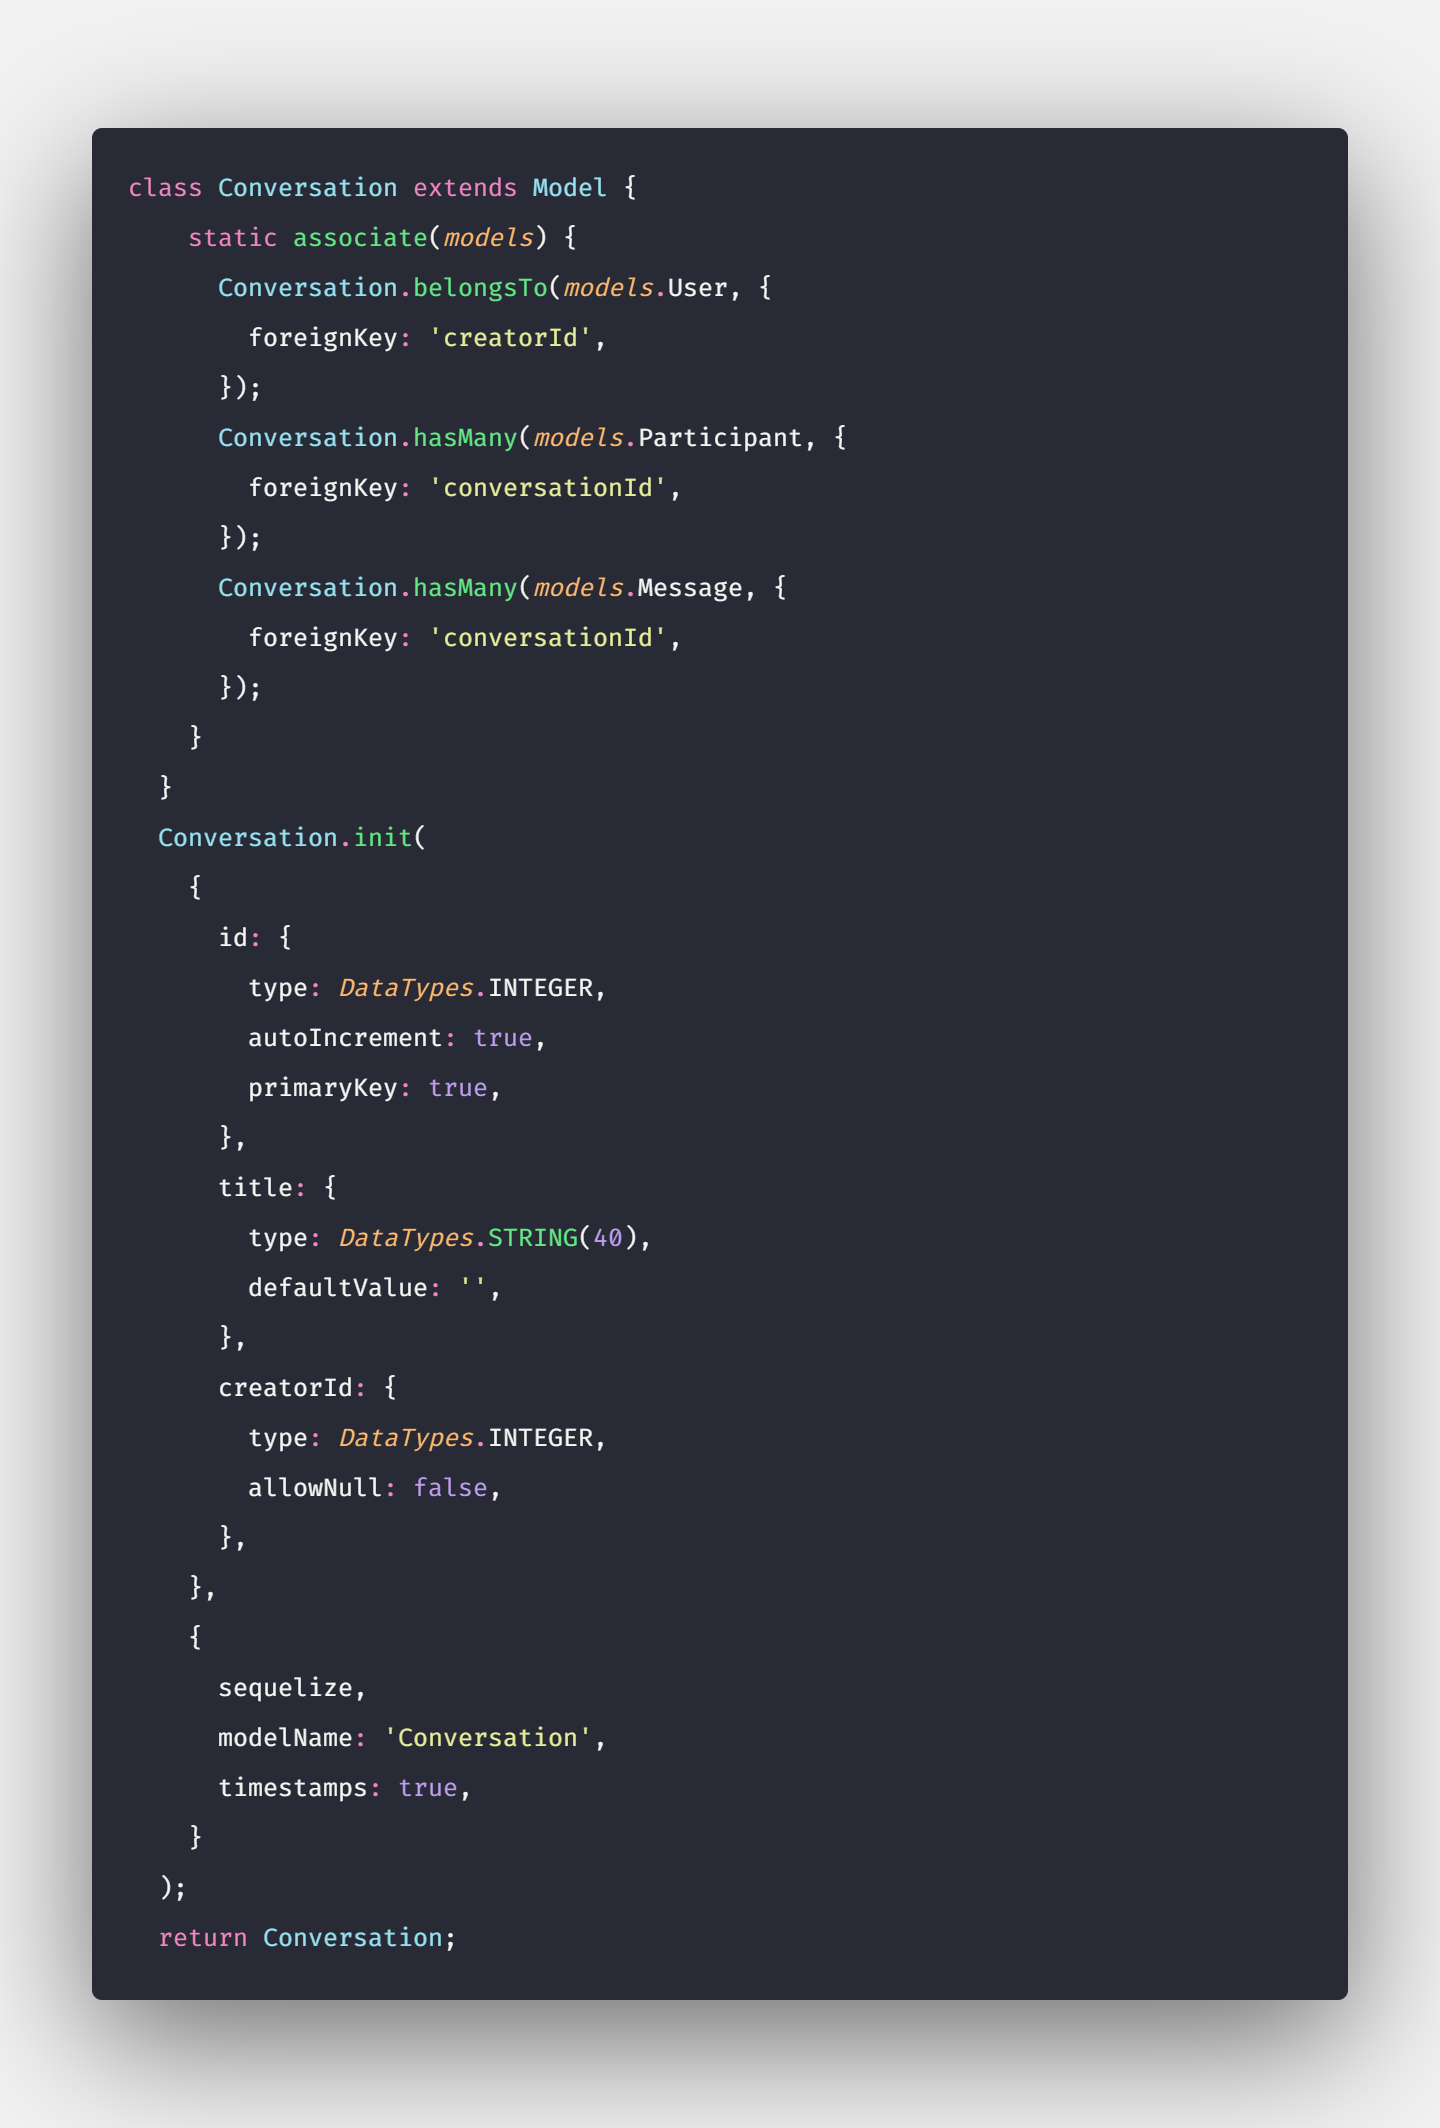 class Conversation extends Model {
    static associate(models) {
      Conversation.belongsTo(models.User, {
        foreignKey: 'creatorId',
      });
      Conversation.hasMany(models.Participant, {
        foreignKey: 'conversationId',
      });
      Conversation.hasMany(models.Message, {
        foreignKey: 'conversationId',
      });
    }
  }
  Conversation.init(
    {
      id: {
        type: DataTypes.INTEGER,
        autoIncrement: true,
        primaryKey: true,
      },
      title: {
        type: DataTypes.STRING(40),
        defaultValue: '',
      },
      creatorId: {
        type: DataTypes.INTEGER,
        allowNull: false,
      },
    },
    {
      sequelize,
      modelName: 'Conversation',
      timestamps: true,
    }
  );
  return Conversation;